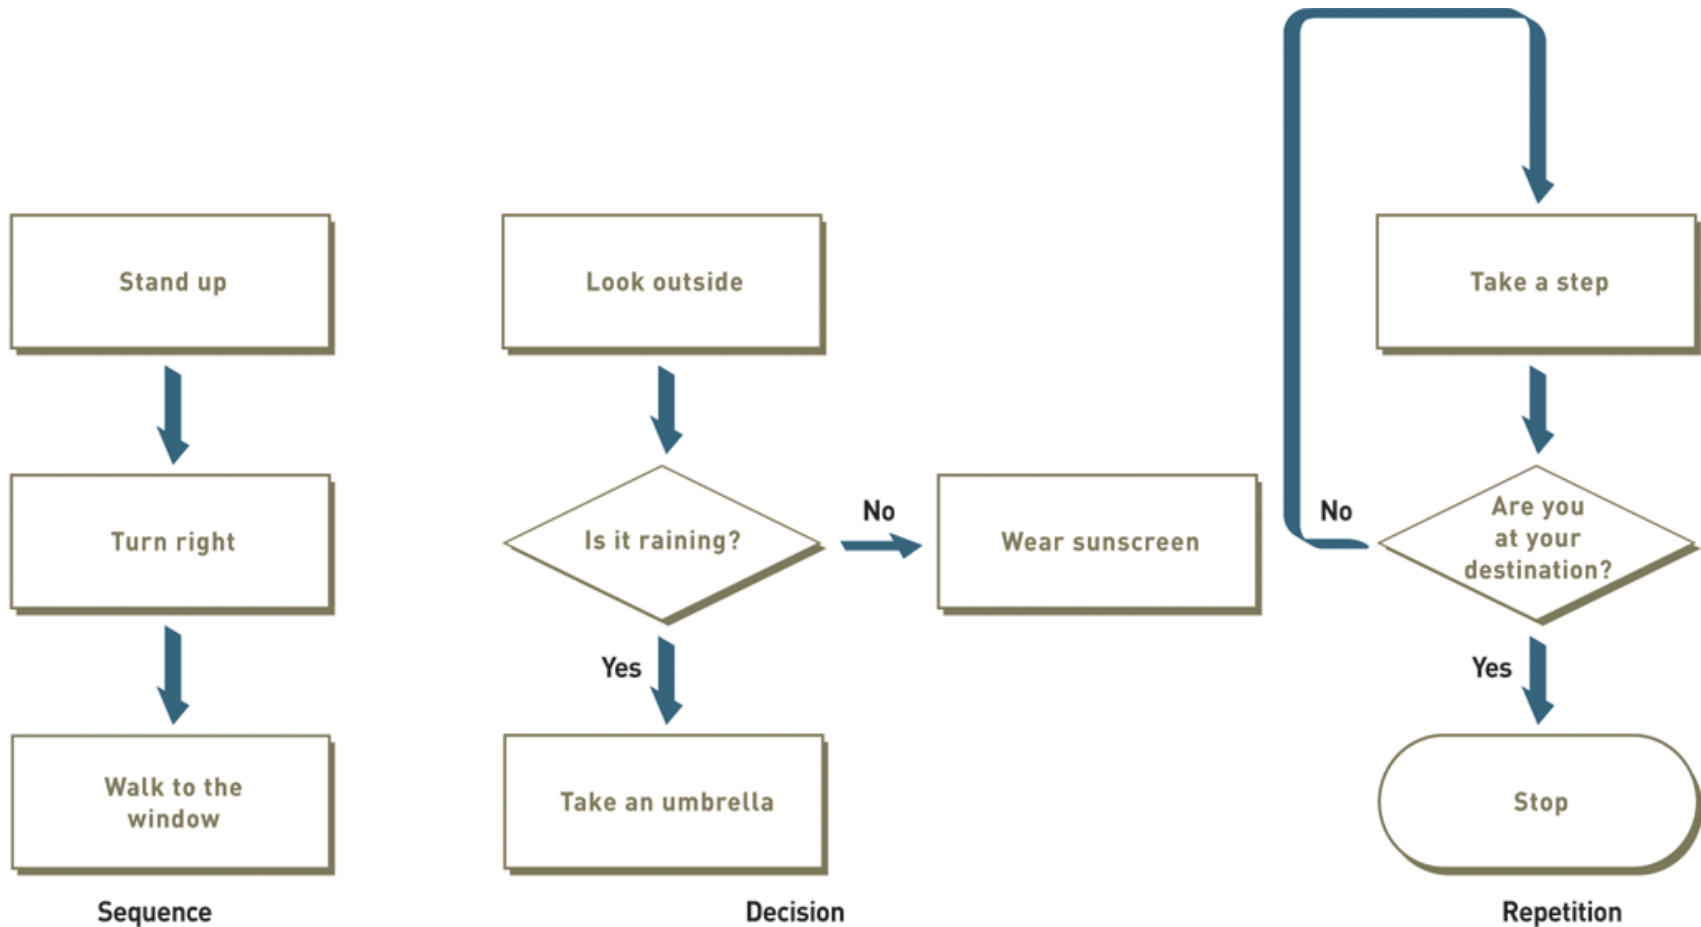 Stand up
Turn right
Walk to the
window
Sequence
Look outside
Is it raining?
No
Wear sunscreen
Yes
Take an umbrella
Decision
Take a step
Are you
at your
destination?
No
Yes
Stop
Repetition